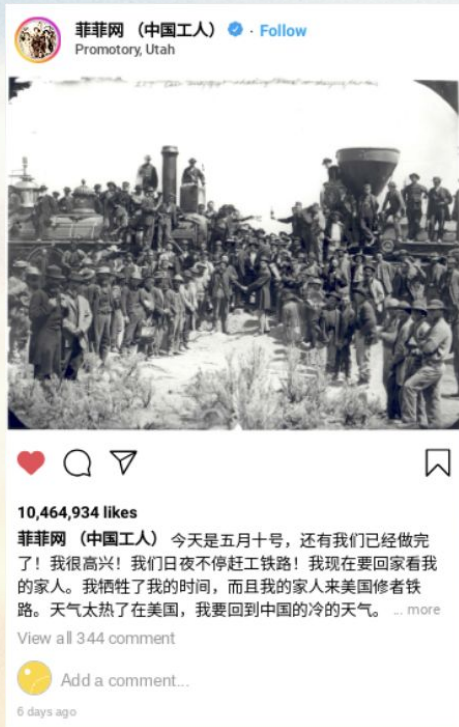 菲菲网 （中国工人） · Follow
Promotory, Utah
10,464,934 likes
菲菲网 （中国工人） 今天是五月十号，还有我们已经做完
了！我很高兴！我们日夜不停赶工铁路！我现在要回家看我
的家人。我牺牲了我的时间，而且我的家人来美国修者铁
路。天气太热了在美国，我要回到中国的冷的天气。 ... more
View all 344 comment
Add a comment...
6 days ago